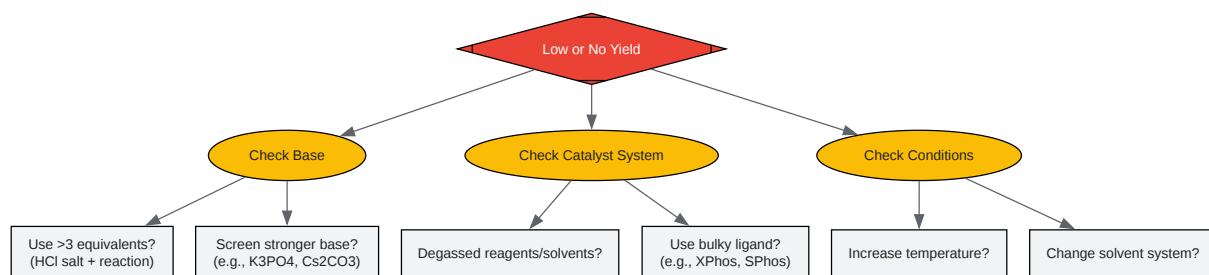 Low or No Yield
Check Base
Check Catalyst System
Check Conditions
Use >3 equivalents?
(HCl salt + reaction)
Screen stronger base?
(e.g., K3PO4, Cs2CO3)
Degassed reagents/solvents?
Use bulky ligand?
(e.g., XPhos, SPhos)
Increase temperature?
Change solvent system?